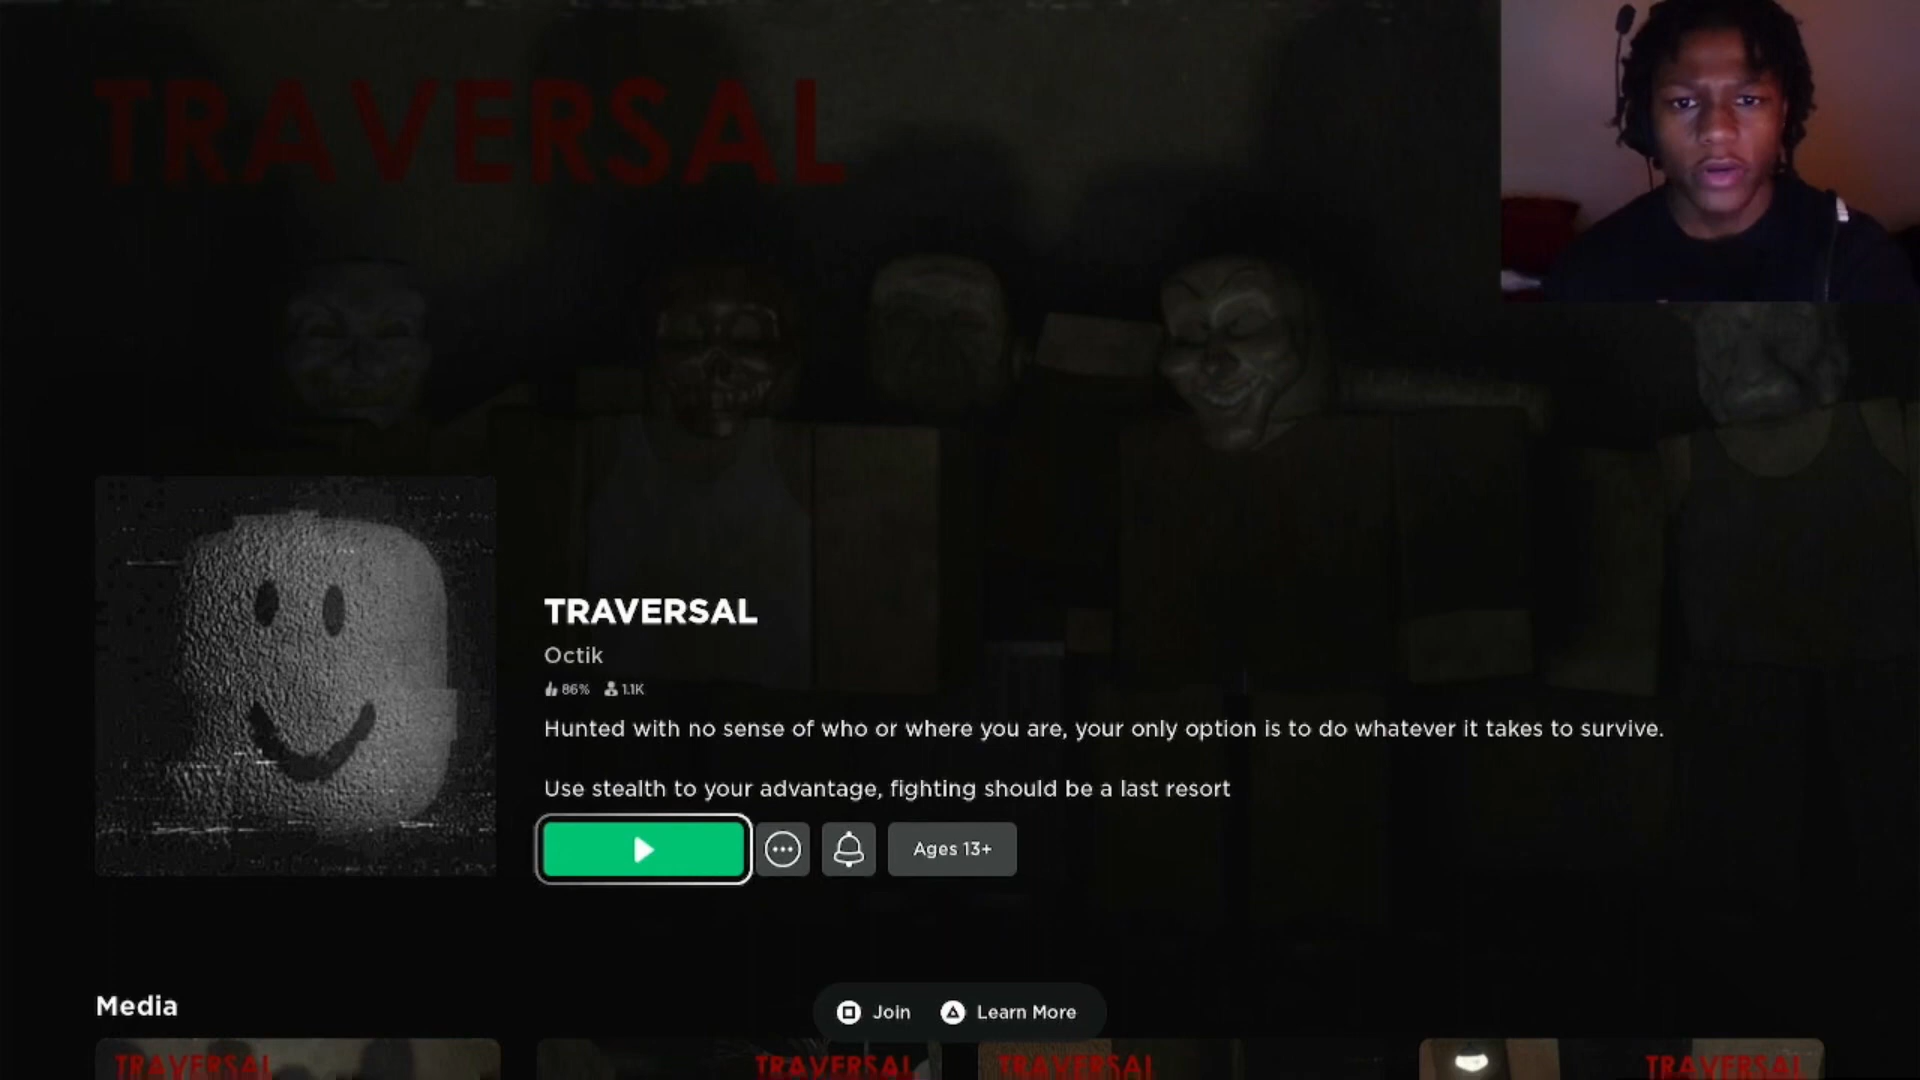 TRAVERSAL
TRAVERSAL
Octik
86% 1.1K
Hunted with no sense of who or where you are, your only option is to do whatever it takes to survive.
Use stealth to your advantage, fighting should be a last resort
Ages 13+
Media
Join Learn More
TRAVERSAL TRAVERSAL TRAVERSAL TRAVERSAL